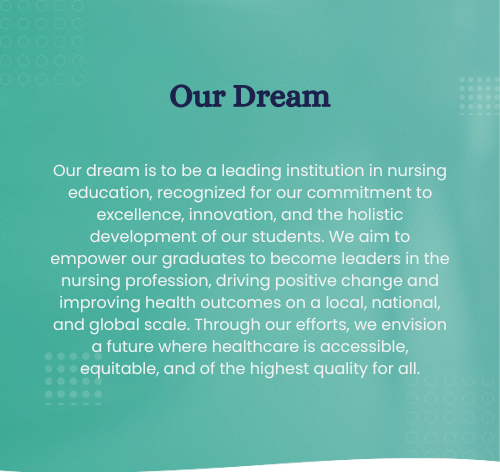 Our Dream
Our dream is to be a leading institution in nursing
education, recognized for our commitment to
excellence, innovation, and the holistic
development of our students. We aim to
empower our graduates to become leaders in the
nursing profession, driving positive change and
improving health outcomes on a local, national,
and global scale. Through our efforts, we envision
a future where healthcare is accessible,
equitable, and of the highest quality for all.